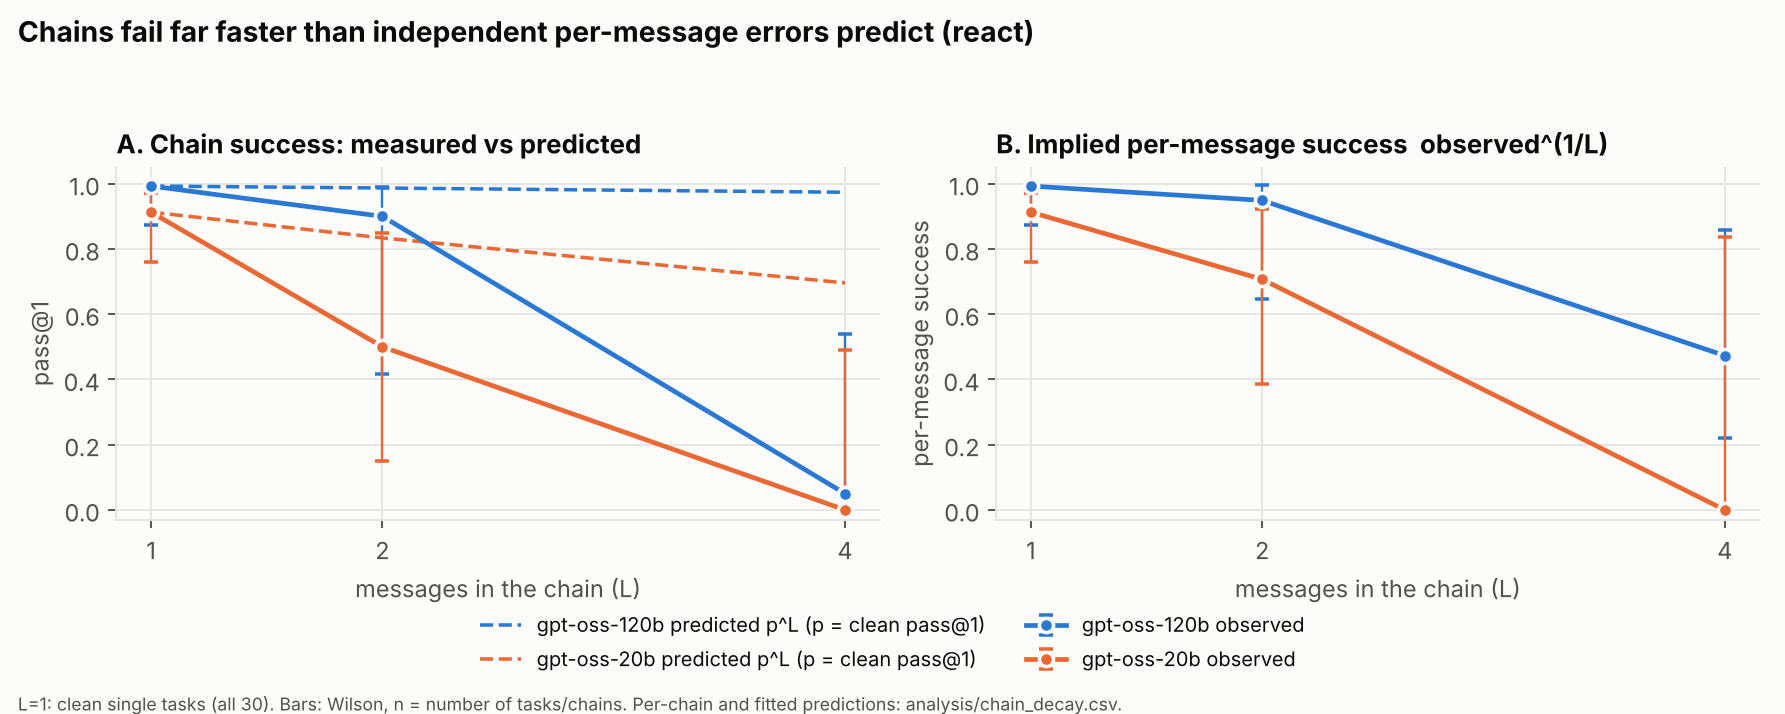 Chains fail far faster than independent per-message errors predict (react)
A. Chain success: measured vs predicted
pass@1
1.0
0.8
0.6
0.4
0.2
0.0
1
2
4
messages in the chain (L)
B. Implied per-message success  observed^(1/L)
per-message success
1.0
0.8
0.6
0.4
0.2
0.0
1
2
4
messages in the chain (L)
gpt-oss-120b predicted p^L (p = clean pass@1)
gpt-oss-20b predicted p^L (p = clean pass@1)
gpt-oss-120b observed
gpt-oss-20b observed
L=1: clean single tasks (all 30). Bars: Wilson, n = number of tasks/chains. Per-chain and fitted predictions: analysis/chain_decay.csv.